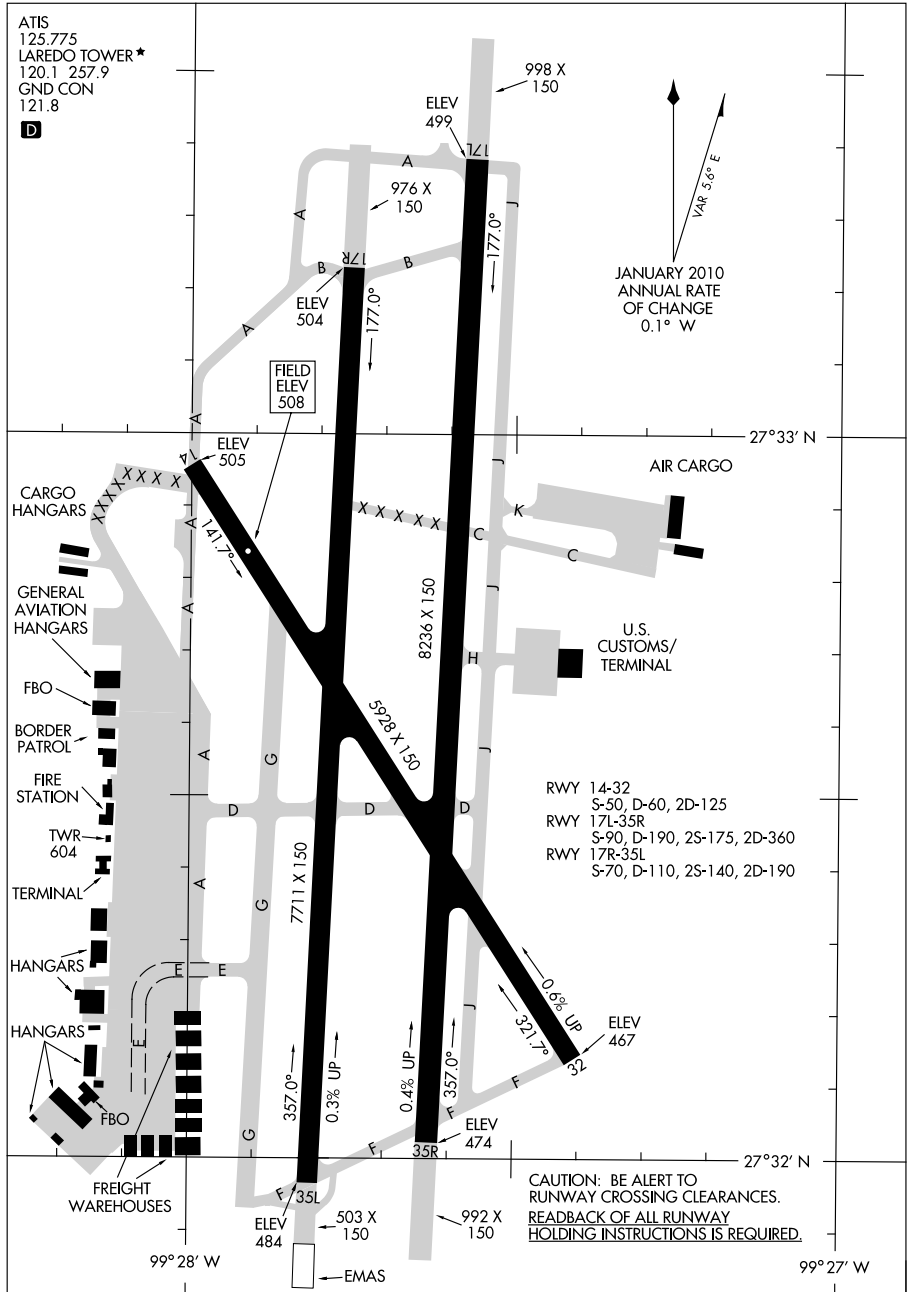 ATIS
125.775
LAREDO TOWER★
120.1 257.9
GND CON
121.8
D
998 X
150
ELEV
499
17L
A
976 X
150
A
J
VAR 5.6° E
177.0°
B
17R
B
ELEV
504
177.0°
JANUARY 2010
ANNUAL RATE
OF CHANGE
0.1° W
A
FIELD
ELEV
508
A
ELEV
505
14
27°33' N
J
AIR CARGO
X X X X X X X X
CARGO
HANGARS
141.7°
A
X X X X X
K
C
C
GENERAL
AVIATION
HANGARS
A
J
8236 X 150
U.S.
CUSTOMS/
TERMINAL
H
FBO
BORDER
PATROL
A
G
5928 X 150
J
FIRE
STATION
D
D
D
RWY 14-32
S-50, D-60, 2D-125
RWY 17L-35R
S-90, D-190, 2S-175, 2D-360
RWY 17R-35L
S-70, D-110, 2S-140, 2D-190
TWR
604
TERMINAL
A
G
7711 X 150
HANGARS
E
E
0.6% UP
321.7°
J
ELEV
467
32
HANGARS
E
357.0°
0.3% UP
0.4% UP
357.0°
F
F
FBO
G
F
ELEV
474
35R
27°32' N
F
35L
FREIGHT
WAREHOUSES
ELEV
484
503 X
150
992 X
150
CAUTION: BE ALERT TO
RUNWAY CROSSING CLEARANCES.
READBACK OF ALL RUNWAY
HOLDING INSTRUCTIONS IS REQUIRED.
99°28' W
EMAS
99°27' W